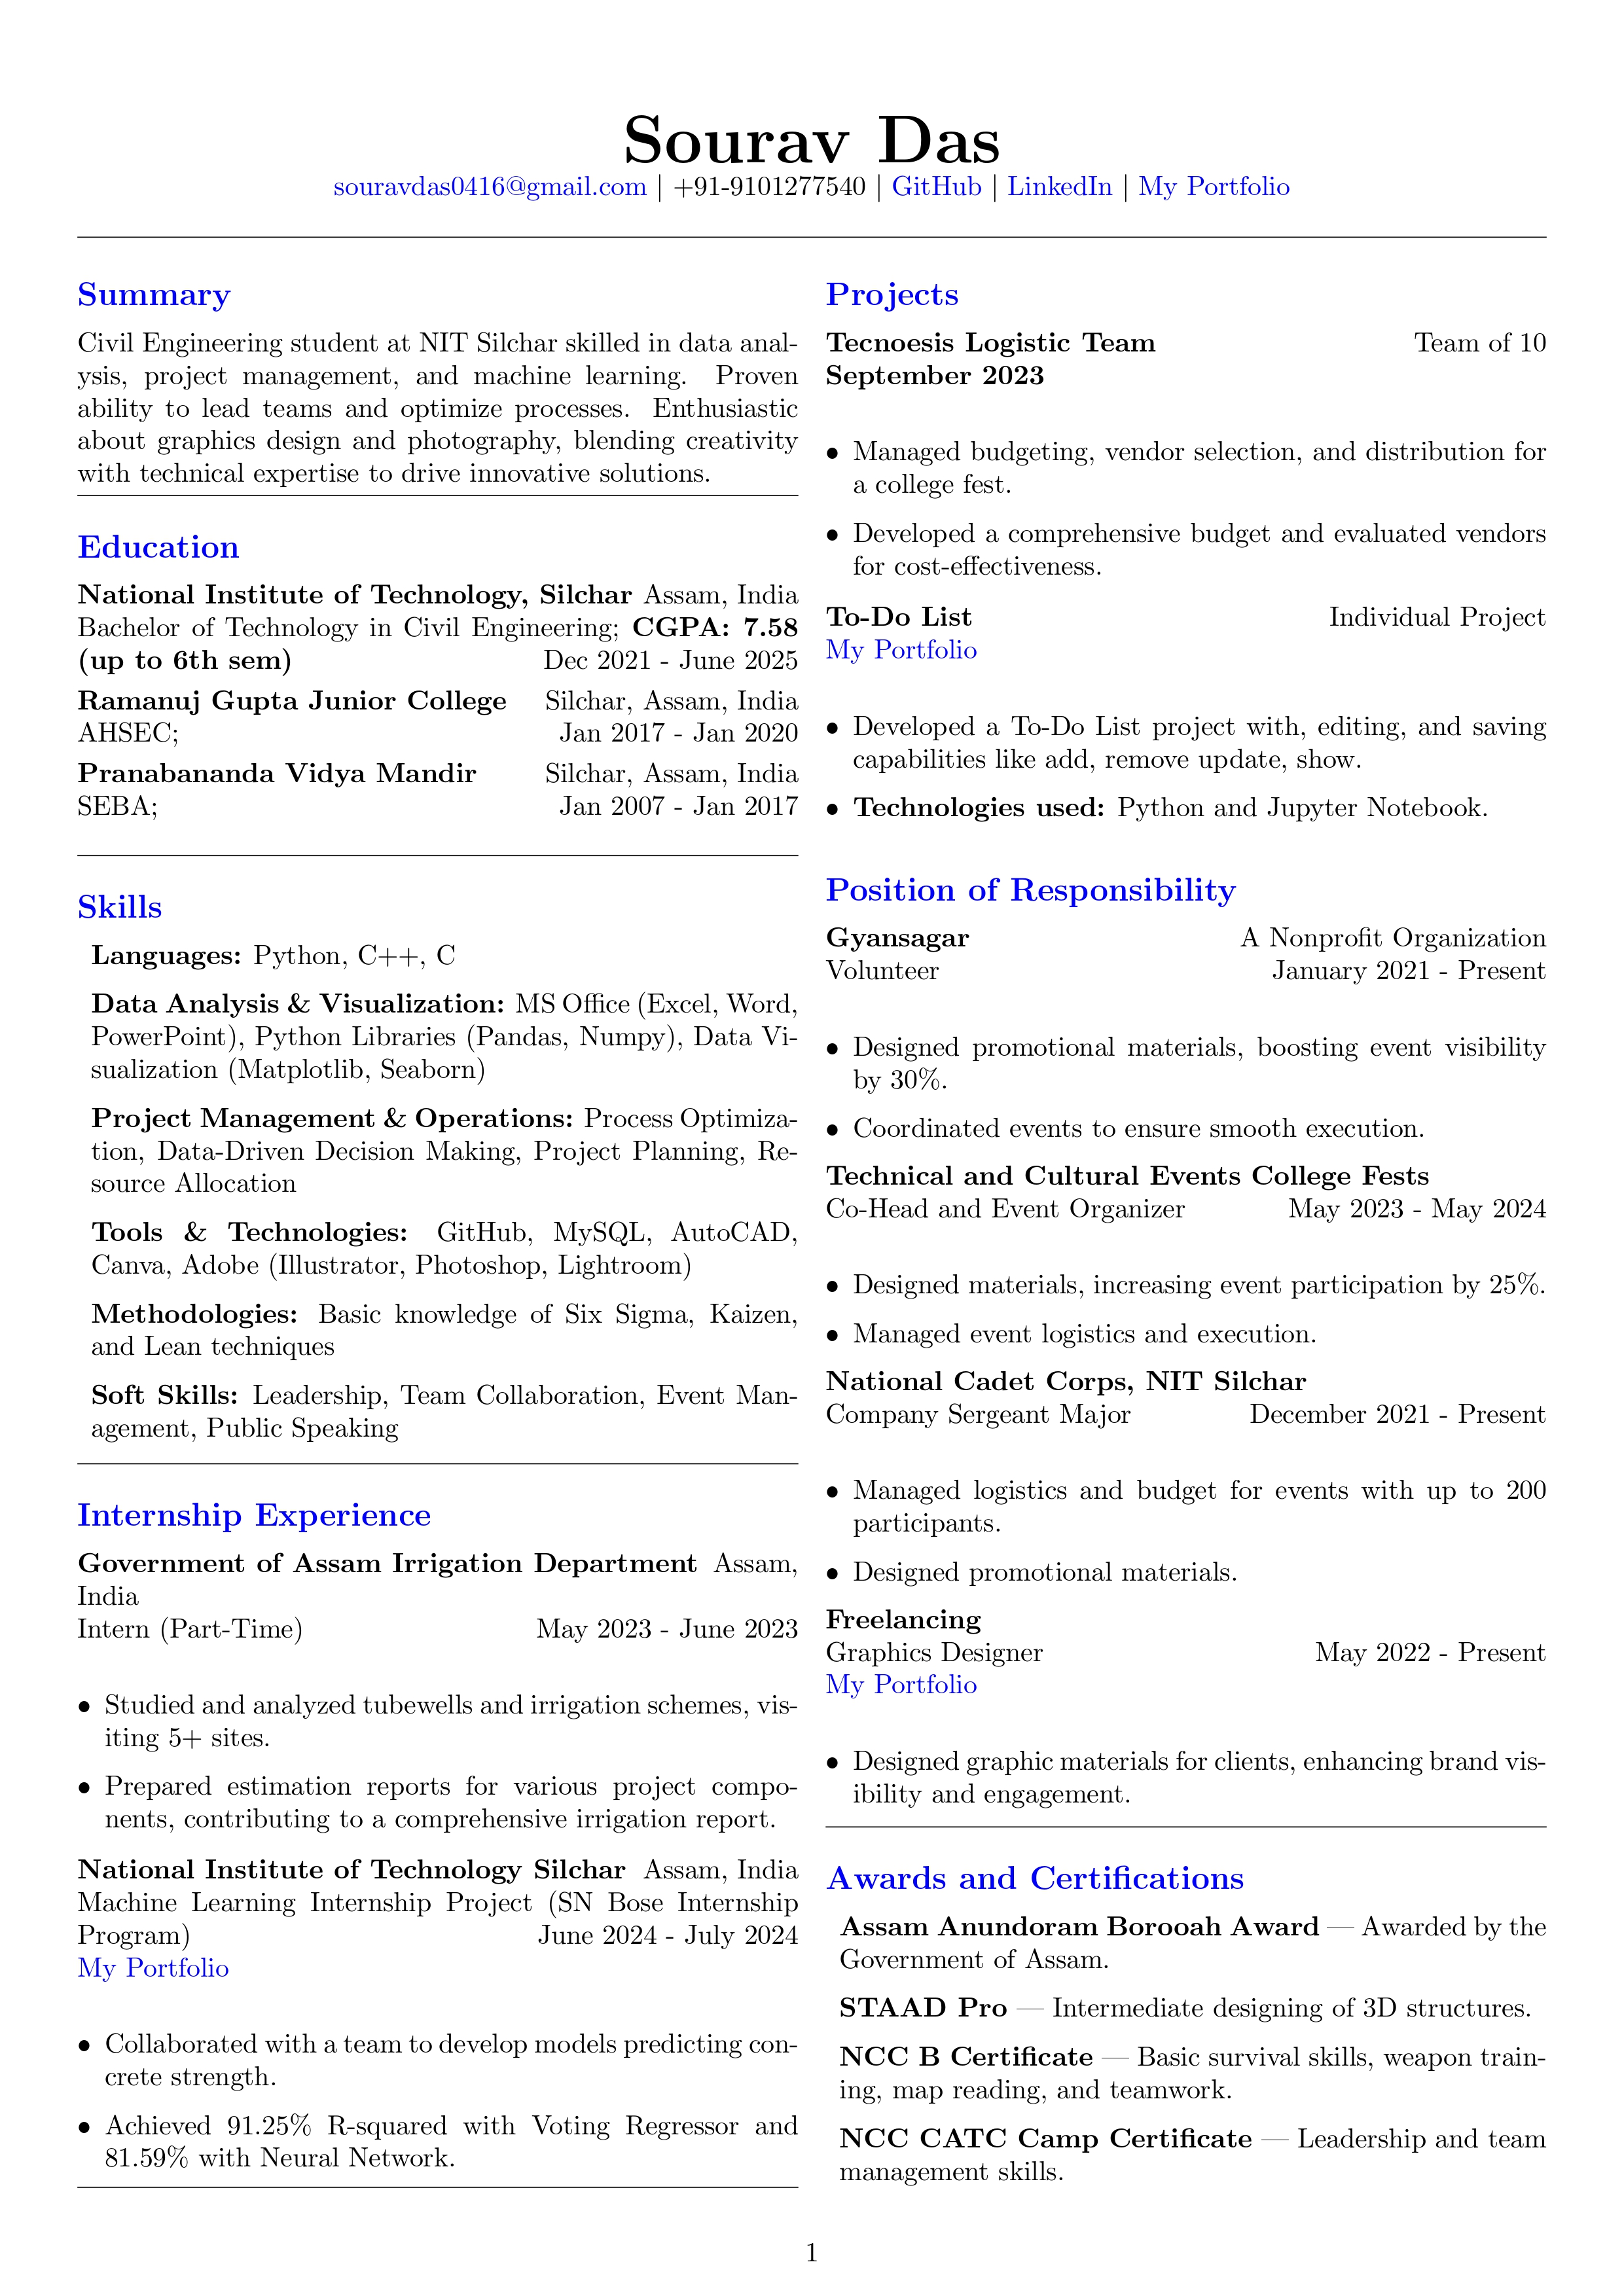 Sourav Das
souravdas0416@gmail.com | +91-9101277540 | GitHub | LinkedIn | My Portfolio
Summary
Civil Engineering student at NIT Silchar skilled in data anal-
ysis, project management, and machine learning. Proven
ability to lead teams and optimize processes. Enthusiastic
about graphics design and photography, blending creativity
with technical expertise to drive innovative solutions.
Education
National Institute of Technology, Silchar Assam, India
Bachelor of Technology in Civil Engineering; CGPA: 7.58
(up to 6th sem) Dec 2021 - June 2025
Ramanuj Gupta Junior College Silchar, Assam, India
AHSEC; Jan 2017 - Jan 2020
Pranabananda Vidya Mandir Silchar, Assam, India
SEBA; Jan 2007 - Jan 2017
Skills
Languages: Python, C++, C
Data Analysis & Visualization: MS Office (Excel, Word,
PowerPoint), Python Libraries (Pandas, Numpy), Data Vi-
sualization (Matplotlib, Seaborn)
Project Management & Operations: Process Optimiza-
tion, Data-Driven Decision Making, Project Planning, Re-
source Allocation
Tools & Technologies: GitHub, MySQL, AutoCAD,
Canva, Adobe (Illustrator, Photoshop, Lightroom)
Methodologies: Basic knowledge of Six Sigma, Kaizen,
and Lean techniques
Soft Skills: Leadership, Team Collaboration, Event Man-
agement, Public Speaking
Internship Experience
Government of Assam Irrigation Department Assam,
India
Intern (Part-Time) May 2023 - June 2023
• Studied and analyzed tubewells and irrigation schemes, vis-
iting 5+ sites.
• Prepared estimation reports for various project compo-
nents, contributing to a comprehensive irrigation report.
National Institute of Technology Silchar Assam, India
Machine Learning Internship Project (SN Bose Internship
Program) June 2024 - July 2024
My Portfolio
• Collaborated with a team to develop models predicting con-
crete strength.
• Achieved 91.25% R-squared with Voting Regressor and
81.59% with Neural Network.
Projects
Tecnoesis Logistic Team Team of 10
September 2023
• Managed budgeting, vendor selection, and distribution for
a college fest.
• Developed a comprehensive budget and evaluated vendors
for cost-effectiveness.
To-Do List Individual Project
My Portfolio
• Developed a To-Do List project with, editing, and saving
capabilities like add, remove update, show.
• Technologies used: Python and Jupyter Notebook.
Position of Responsibility
Gyansagar A Nonprofit Organization
Volunteer January 2021 - Present
• Designed promotional materials, boosting event visibility
by 30%.
• Coordinated events to ensure smooth execution.
Technical and Cultural Events College Fests
Co-Head and Event Organizer May 2023 - May 2024
• Designed materials, increasing event participation by 25%.
• Managed event logistics and execution.
National Cadet Corps, NIT Silchar
Company Sergeant Major December 2021 - Present
• Managed logistics and budget for events with up to 200
participants.
• Designed promotional materials.
Freelancing
Graphics Designer May 2022 - Present
My Portfolio
• Designed graphic materials for clients, enhancing brand vis-
ibility and engagement.
Awards and Certifications
Assam Anundoram Borooah Award — Awarded by the
Government of Assam.
STAAD Pro — Intermediate designing of 3D structures.
NCC B Certificate — Basic survival skills, weapon train-
ing, map reading, and teamwork.
NCC CATC Camp Certificate — Leadership and team
management skills.
1